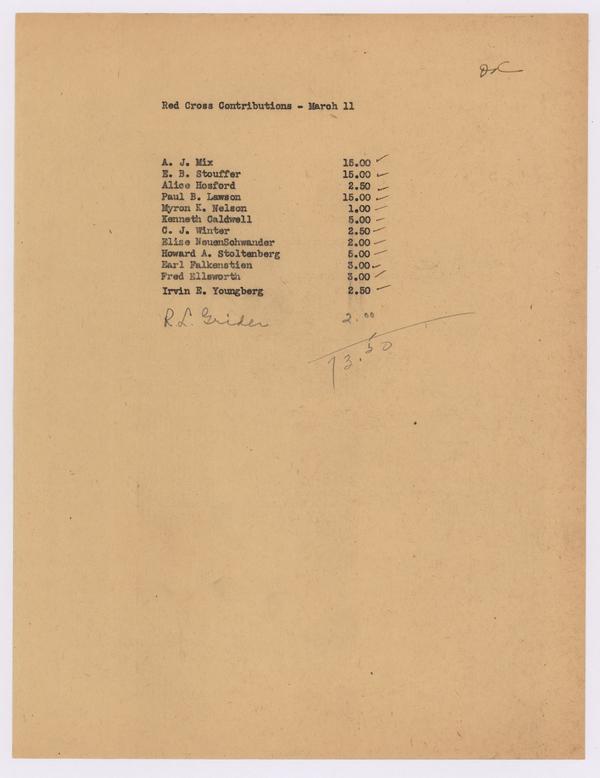 Red Cross Contributions - March 11
A. J. Mix 15.00 ✓
E. B. Stouffer 15.00 ✓
Alice Hosford 2.50 ✓
Paul B. Lawson 15.00 ✓
Myron K. Nelson 1.00 ✓
Kenneth Caldwell 5.00 ✓
C. J. Winter 2.50 ✓
Elise NeuenSchwander 2.00 ✓
Howard A. Stoltenberg 5.00 ✓
Earl Falkenstien 3.00 ✓
Fred Ellsworth 3.00 ✓
Irvin E. Youngberg 2.50 ✓
R. L. Grider 2.00
73.50